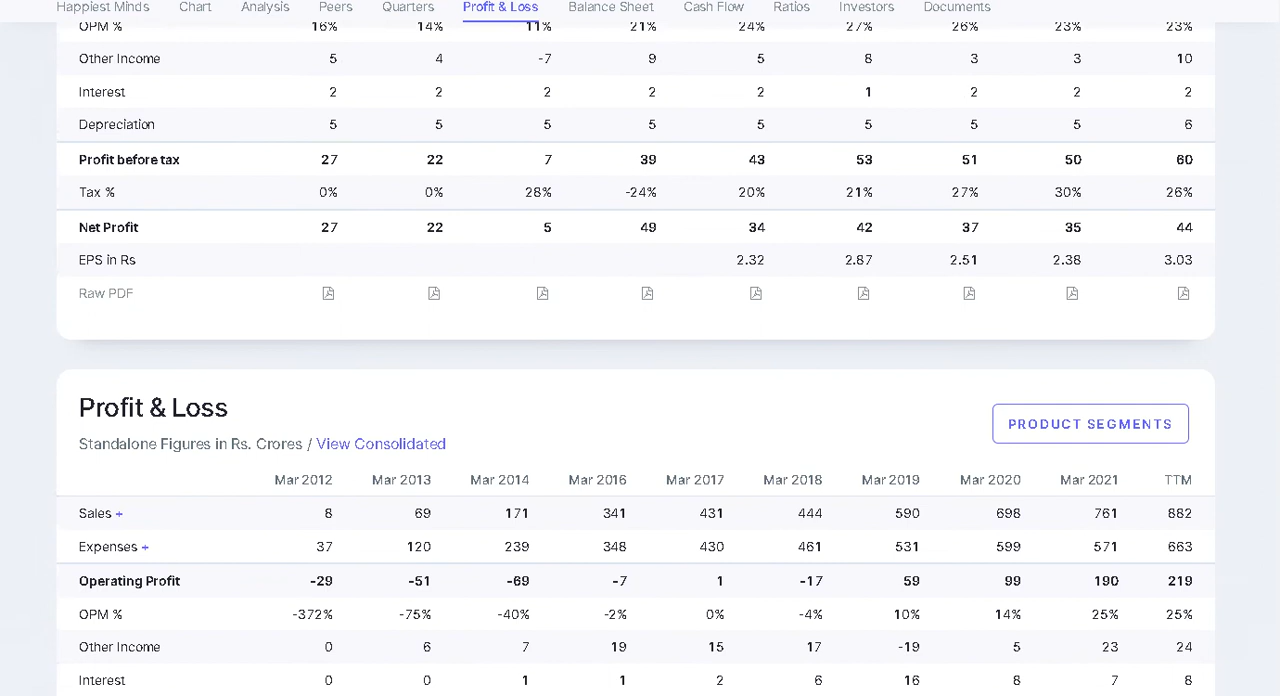 Happiest Minds Chart Analysis Peers Quarters Profit & Loss Balance Sheet Cash Flow Ratios Investors Documents
OPM % 16% 14% 11% 21% 24% 27% 26% 23% 23%
Other Income 5 4 -7 9 5 8 3 3 10
Interest 2 2 2 2 2 1 2 2 2
Depreciation 5 5 5 5 5 5 5 5 6
Profit before tax 27 22 7 39 43 53 51 50 60
Tax % 0% 0% 28% -24% 20% 21% 27% 30% 26%
Net Profit 27 22 5 49 34 42 37 35 44
EPS in Rs 2.32 2.87 2.51 2.38 3.03
Raw PDF
Profit & Loss
PRODUCT SEGMENTS
Standalone Figures in Rs. Crores / View Consolidated
Mar 2012 Mar 2013 Mar 2014 Mar 2016 Mar 2017 Mar 2018 Mar 2019 Mar 2020 Mar 2021 TTM
Sales + 8 69 171 341 431 444 590 698 761 882
Expenses + 37 120 239 348 430 461 531 599 571 663
Operating Profit -29 -51 -69 -7 1 -17 59 99 190 219
OPM % -372% -75% -40% -2% 0% -4% 10% 14% 25% 25%
Other Income 0 6 7 19 15 17 -19 5 23 24
Interest 0 0 1 1 2 6 16 8 7 8